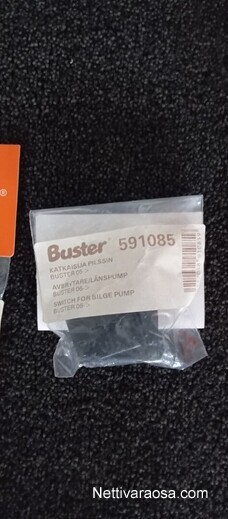 Buster® 591085
KATKAISIJA PILSSIN
BUSTER 06->
AVBRYTARE/LÄNSPUMP
BUSTER 06->
SWITCH FOR BILGE PUMP
BUSTER 06->
®
Nettivaraosa.com